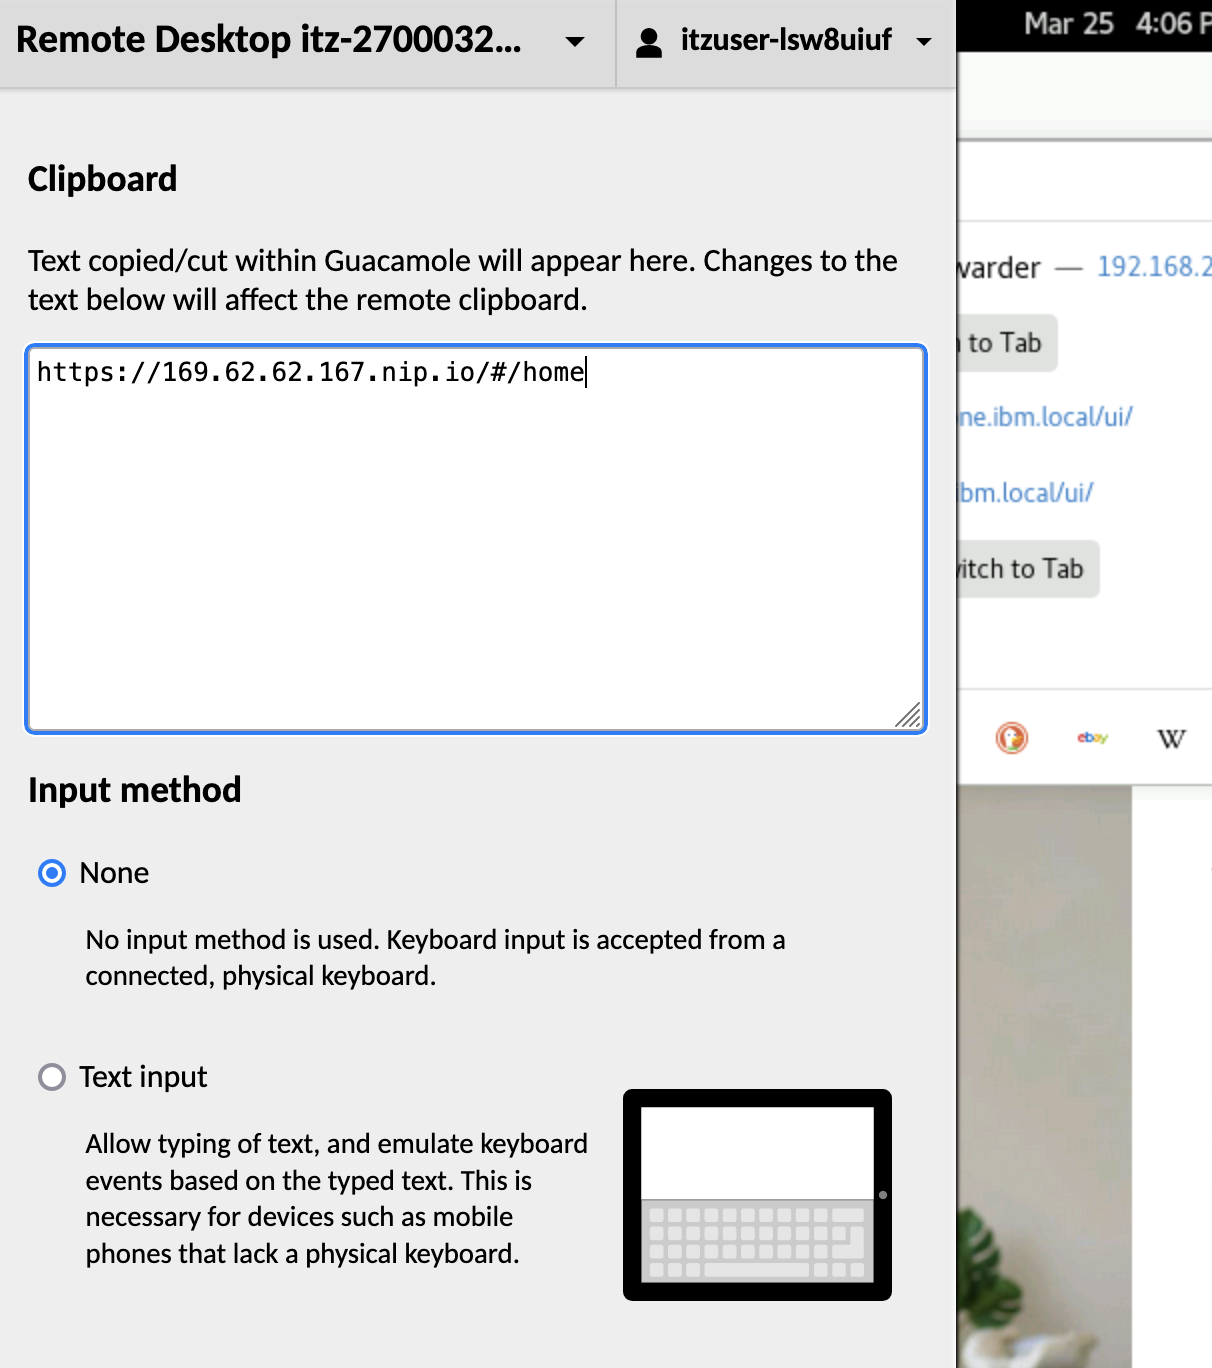 Remote Desktop itz-2700032...
itzuser-lsw8uiuf
Mar 25 4:06 P
Clipboard
Text copied/cut within Guacamole will appear here. Changes to the
text below will affect the remote clipboard.
https://169.62.62.167.nip.io/#/home
warder — 192.168.2
to Tab
ne.ibm.local/ui/
bm.local/ui/
itch to Tab
ebay
W
Input method
None
No input method is used. Keyboard input is accepted from a
connected, physical keyboard.
Text input
Allow typing of text, and emulate keyboard
events based on the typed text. This is
necessary for devices such as mobile
phones that lack a physical keyboard.